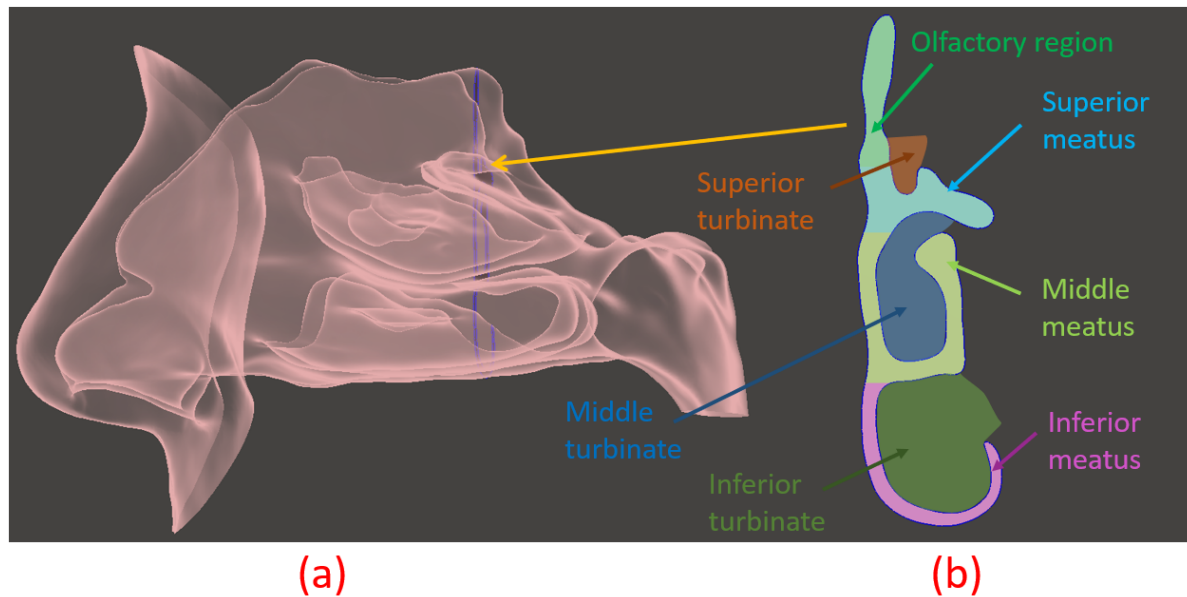 Olfactory region
Superior
meatus
Superior
turbinate
Middle
meatus
Middle
turbinate
Inferior
meatus
Inferior
turbinate
(a)
(b)